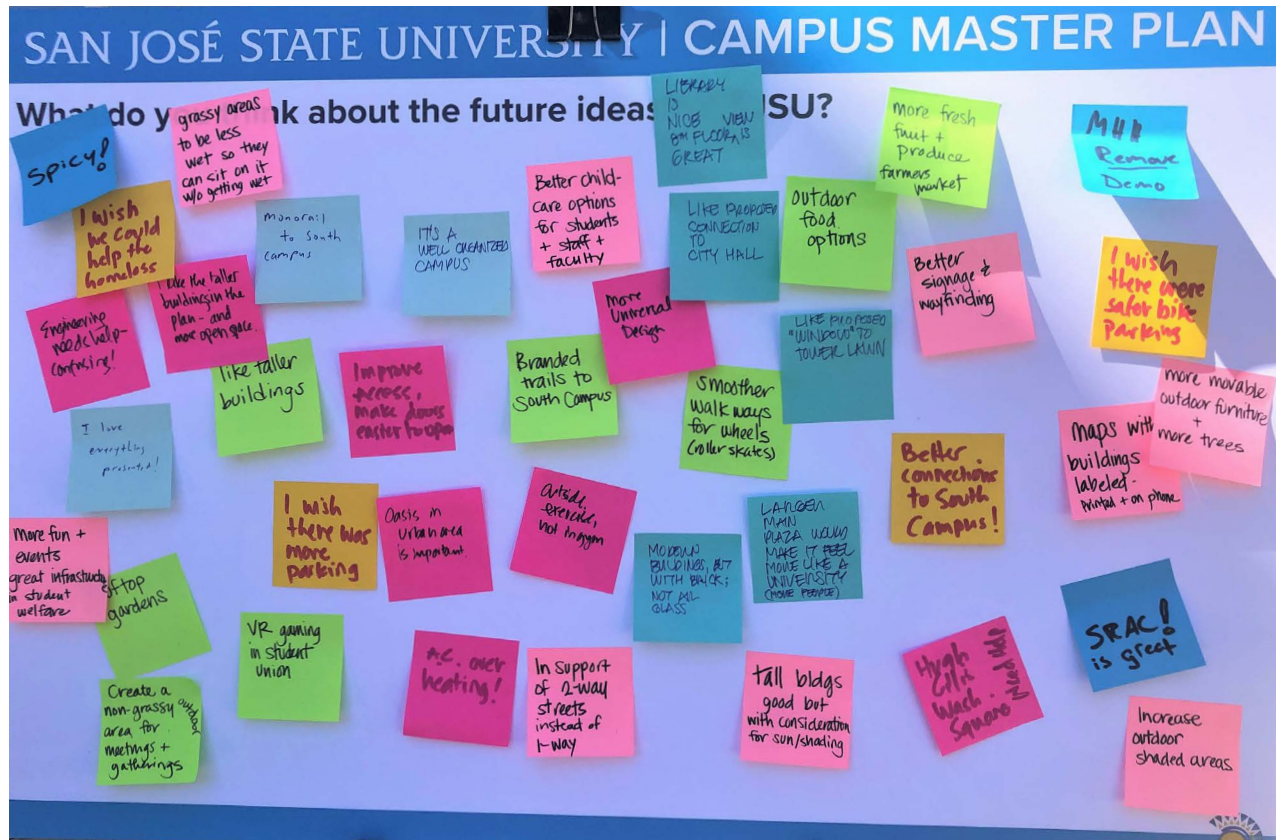 SAN JOSÉ STATE UNIVERSITY | CAMPUS MASTER PLAN
What do you think about the future ideas SJSU?
Spicy!
grassy areas
to be less
wet so they
can sit on it
w/o getting wet
I wish
we could
help the
homeless
Monorail
to South
campus
IT'S A
WELL ORGANIZED
CAMPUS
Better child-
care options
for students
+ staff +
faculty
LIBRARY
IS
NICE VIEW
8TH FLOOR IS
GREAT
LIKE PROPOSED
CONNECTION
TO
CITY HALL
outdoor
food
options
more fresh
fruit +
produce
farmers
market
MHH
Remove
Demo
Engineering
needs help-
confusing!
I like the taller
buildings in the
plan - and
more open space.
like taller
buildings
Improve
access,
make doors
easier to open
Branded
trails to
South Campus
More
Universal
Design
Smoother
walkways
for wheels
(roller skates)
LIKE PROPOSED
"WINDOW" TO
TOWER LAWN
Better
signage &
wayfinding
I wish
there were
safer bike
parking
more movable
outdoor furniture
+
more trees
maps with
buildings
labeled-
printed + on phone
I love
everything
presented!
I wish
there was
more
parking
Oasis in
urban area
is important.
Outside
exercise,
not in gym
MODERN
BUILDINGS, BUT
WITH BRICK;
NOT ALL
GLASS
LARGER
MAIN
PLAZA WOULD
MAKE IT FEEL
MORE LIKE A
UNIVERSITY
(MORE PEOPLE)
Better
connections
to South
Campus!
More fun +
events
great infrastructu
in student
welfare
ftop
gardens
VR gaming
in student
union
A.C. over
heating!
In support
of 2-way
streets
instead of
1-way
tall bldgs
good but
with consideration
for sun/shading
Hugh
Gillis
Wash
Square
Need Help
SRAC!
is great
Create a
non-grassy outdoor
area for
meetings +
gatherings
Increase
outdoor
shaded areas